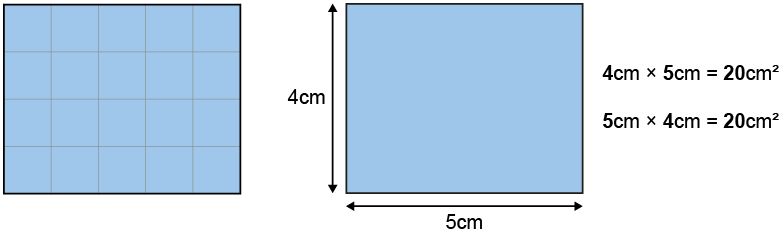 4cm
5cm
4cm × 5cm = 20cm²
5cm × 4cm = 20cm²